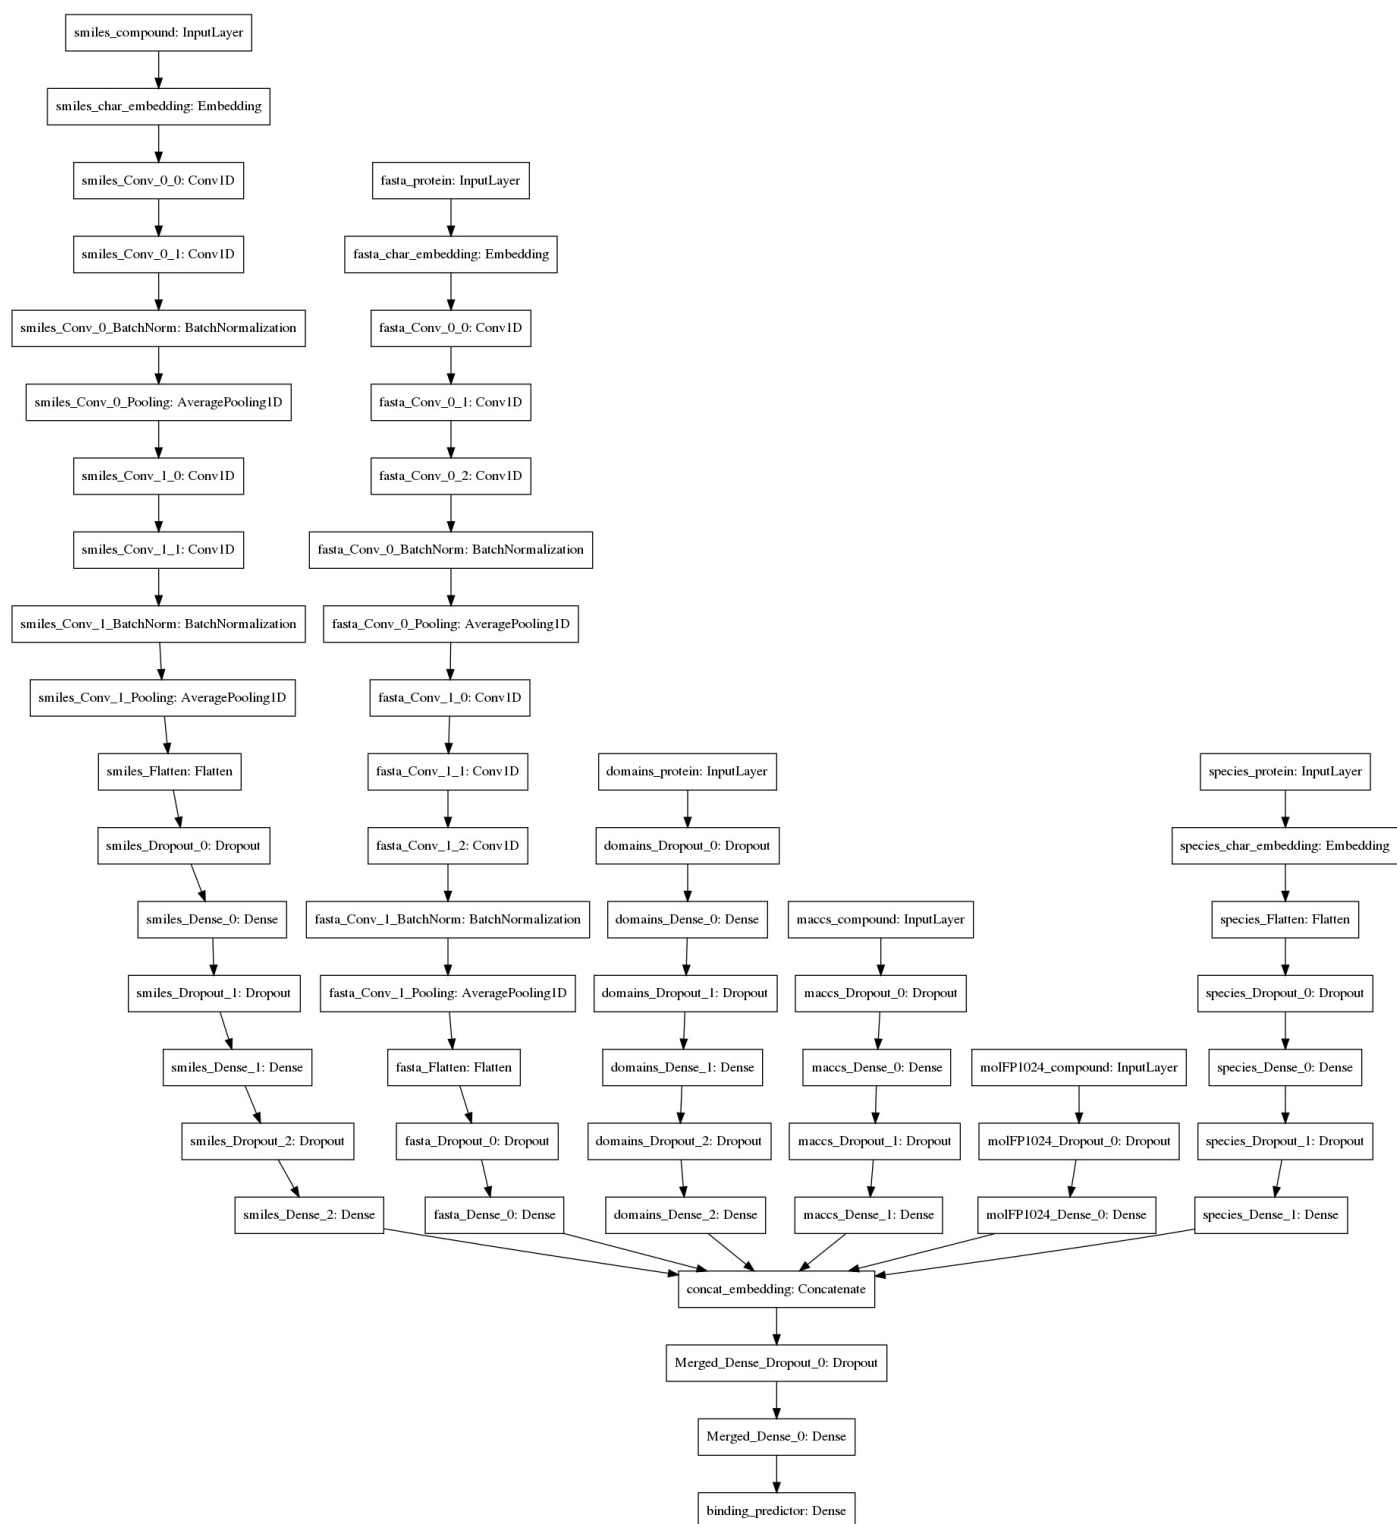 smiles_compound: InputLayer
smiles_char_embedding: Embedding
smiles_Conv_0_0: Conv1D
smiles_Conv_0_1: Conv1D
smiles_Conv_0_BatchNorm: BatchNormalization
smiles_Conv_0_Pooling: AveragePooling1D
smiles_Conv_1_0: Conv1D
smiles_Conv_1_1: Conv1D
smiles_Conv_1_BatchNorm: BatchNormalization
smiles_Conv_1_Pooling: AveragePooling1D
smiles_Flatten: Flatten
smiles_Dropout_0: Dropout
smiles_Dense_0: Dense
smiles_Dropout_1: Dropout
smiles_Dense_1: Dense
smiles_Dropout_2: Dropout
smiles_Dense_2: Dense
fasta_protein: InputLayer
fasta_char_embedding: Embedding
fasta_Conv_0_0: Conv1D
fasta_Conv_0_1: Conv1D
fasta_Conv_0_2: Conv1D
fasta_Conv_0_BatchNorm: BatchNormalization
fasta_Conv_0_Pooling: AveragePooling1D
fasta_Conv_1_0: Conv1D
fasta_Conv_1_1: Conv1D
fasta_Conv_1_2: Conv1D
fasta_Conv_1_BatchNorm: BatchNormalization
fasta_Conv_1_Pooling: AveragePooling1D
fasta_Flatten: Flatten
fasta_Dropout_0: Dropout
fasta_Dense_0: Dense
domains_protein: InputLayer
domains_Dropout_0: Dropout
domains_Dense_0: Dense
domains_Dropout_1: Dropout
domains_Dense_1: Dense
domains_Dropout_2: Dropout
domains_Dense_2: Dense
maccs_compound: InputLayer
maccs_Dropout_0: Dropout
maccs_Dense_0: Dense
maccs_Dropout_1: Dropout
maccs_Dense_1: Dense
molFP1024_compound: InputLayer
molFP1024_Dropout_0: Dropout
molFP1024_Dense_0: Dense
species_protein: InputLayer
species_char_embedding: Embedding
species_Flatten: Flatten
species_Dropout_0: Dropout
species_Dense_0: Dense
species_Dropout_1: Dropout
species_Dense_1: Dense
concat_embedding: Concatenate
Merged_Dense_Dropout_0: Dropout
Merged_Dense_0: Dense
binding_predictor: Dense